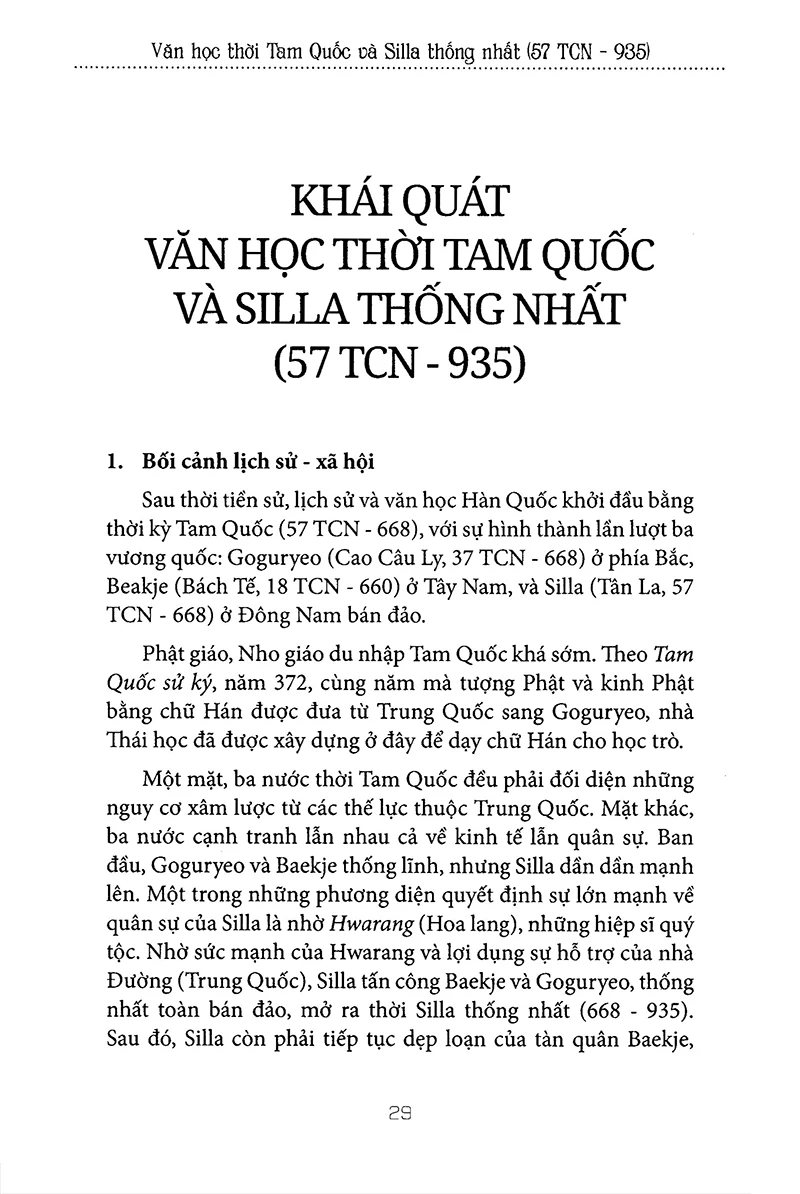 Văn học thời Tam Quốc và Silla thống nhất (57 TCN - 935)
KHÁI QUÁT
VĂN HỌC THỜI TAM QUỐC
VÀ SILLA THỐNG NHẤT
(57 TCN - 935)
1. Bối cảnh lịch sử - xã hội
Sau thời tiền sử, lịch sử và văn học Hàn Quốc khởi đầu bằng
thời kỳ Tam Quốc (57 TCN - 668), với sự hình thành lần lượt ba
vương quốc: Goguryeo (Cao Câu Ly, 37 TCN - 668) ở phía Bắc,
Beakje (Bách Tế, 18 TCN - 660) ở Tây Nam, và Silla (Tân La, 57
TCN - 668) ở Đông Nam bán đảo.
Phật giáo, Nho giáo du nhập Tam Quốc khá sớm. Theo Tam
Quốc sử ký, năm 372, cùng năm mà tượng Phật và kinh Phật
bằng chữ Hán được đưa từ Trung Quốc sang Goguryeo, nhà
Thái học đã được xây dựng ở đây để dạy chữ Hán cho học trò.
Một mặt, ba nước thời Tam Quốc đều phải đối diện những
nguy cơ xâm lược từ các thế lực thuộc Trung Quốc. Mặt khác,
ba nước cạnh tranh lẫn nhau cả về kinh tế lẫn quân sự. Ban
đầu, Goguryeo và Baekje thống lĩnh, nhưng Silla dần dần mạnh
lên. Một trong những phương diện quyết định sự lớn mạnh về
quân sự của Silla là nhờ Hwarang (Hoa lang), những hiệp sĩ quý
tộc. Nhờ sức mạnh của Hwarang và lợi dụng sự hỗ trợ của nhà
Đường (Trung Quốc), Silla tấn công Baekje và Goguryeo, thống
nhất toàn bán đảo, mở ra thời Silla thống nhất (668 - 935).
Sau đó, Silla còn phải tiếp tục dẹp loạn của tàn quân Baekje,
29